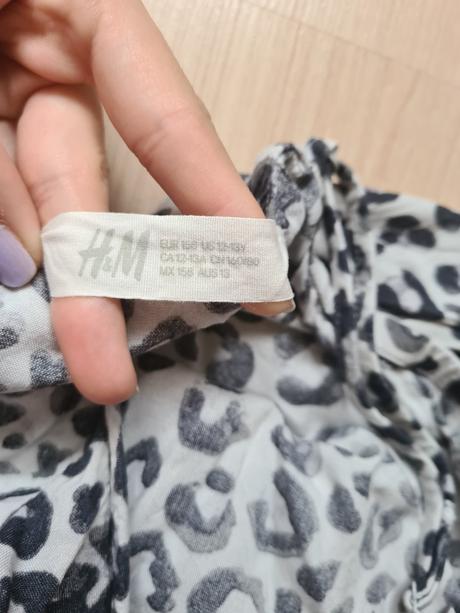 H&M
EUR 158 US 12-13Y
CA 12-13A CN 160/80
MX 158 AUS 13